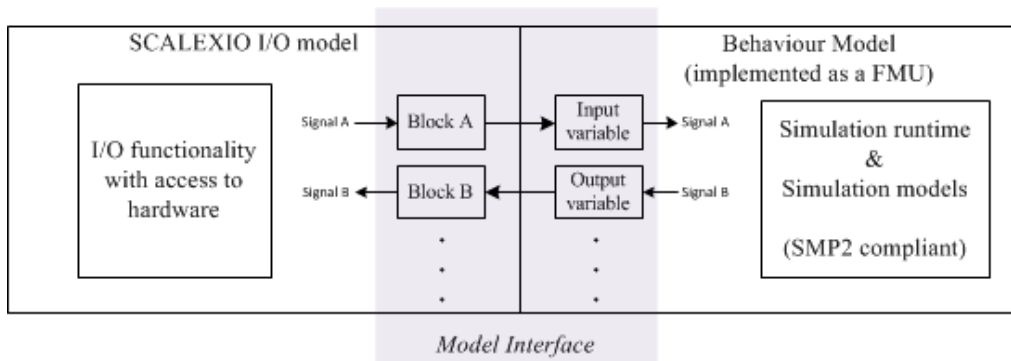 SCALEXIO I/O model
Behaviour Model
(implemented as a FMU)
I/O functionality
with access to
hardware
Signal A
Block A
Input
variable
Signal A
Signal B
Block B
Output
variable
Signal B
Simulation runtime
&
Simulation models
(SMP2 compliant)
Model Interface